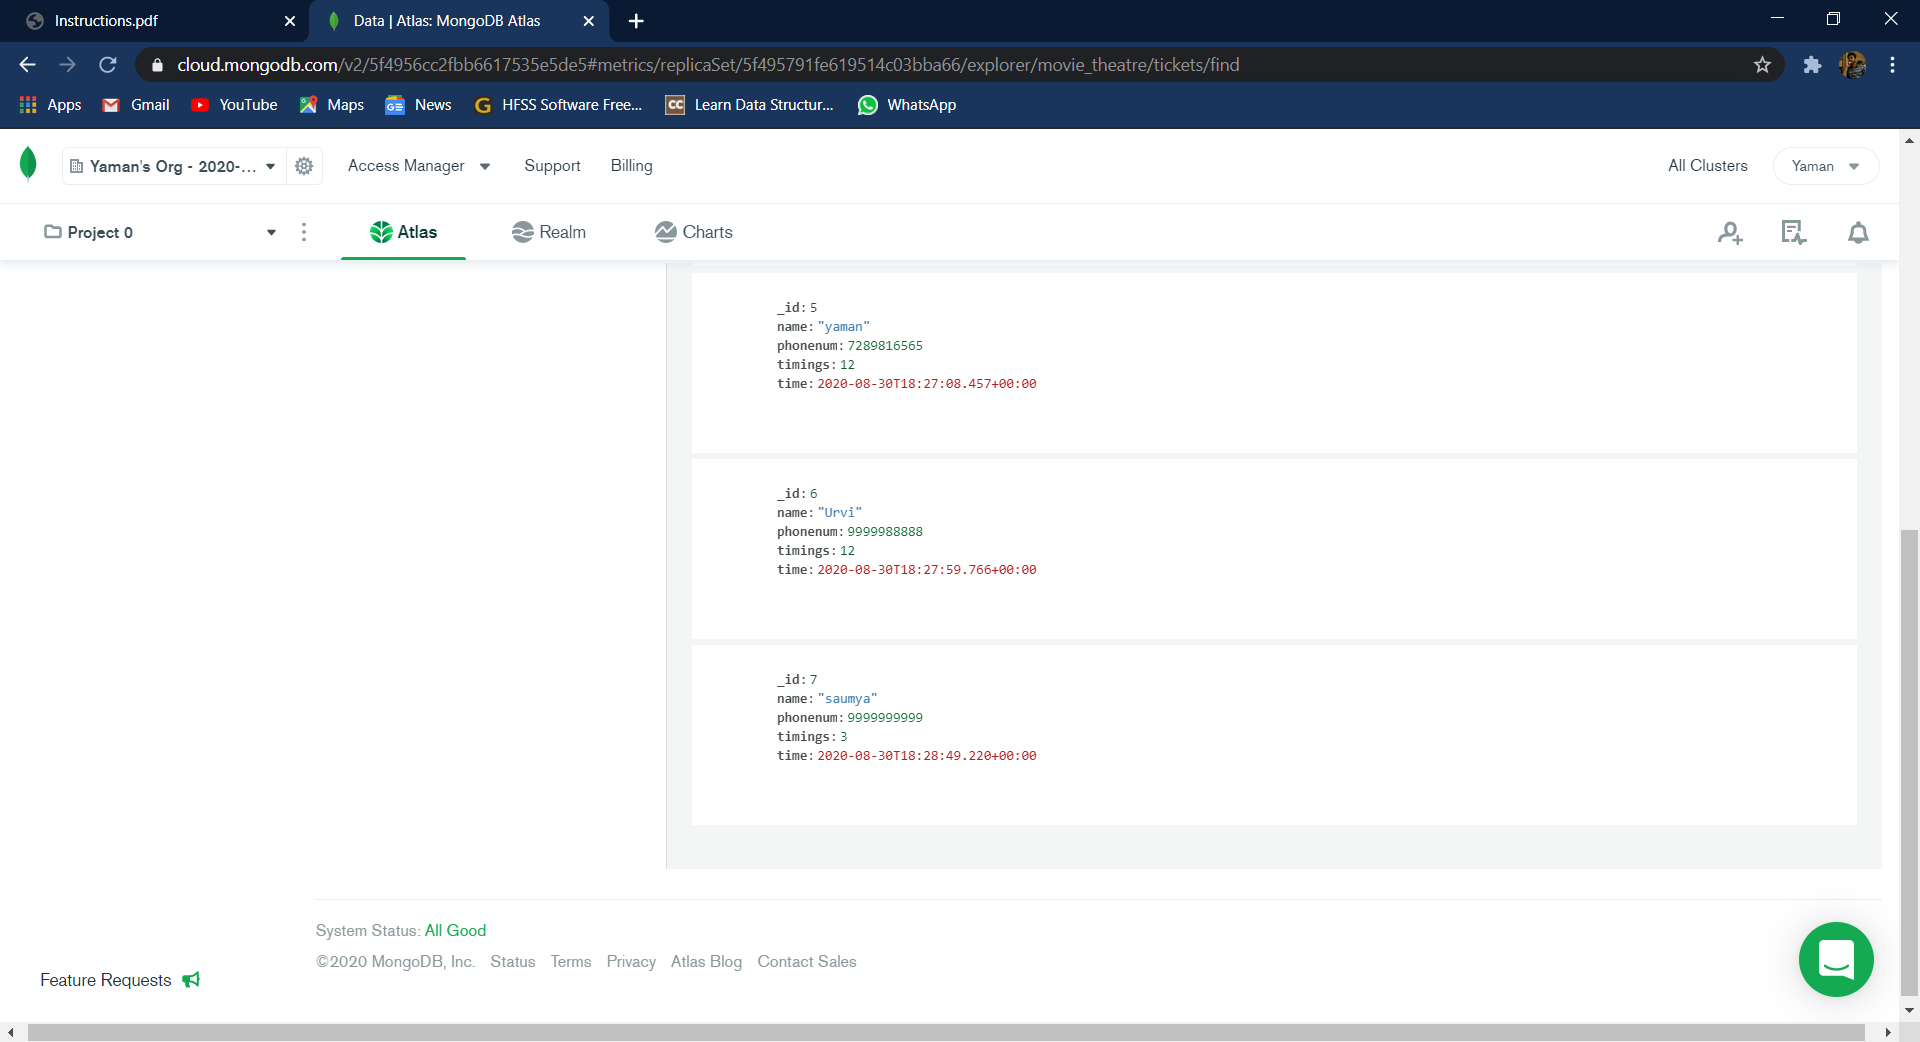 Instructions.pdf
Data | Atlas: MongoDB Atlas
cloud.mongodb.com/v2/5f4956cc2fbb6617535e5de5#metrics/replicaSet/5f495791fe619514c03bba66/explorer/movie_theatre/tickets/find
Apps Gmail YouTube Maps News HFSS Software Free... Learn Data Structur... WhatsApp
Yaman's Org - 2020-... Access Manager Support Billing All Clusters Yaman
Project 0 Atlas Realm Charts
_id: 5
name: "yaman"
phonenum: 7289816565
timings: 12
time: 2020-08-30T18:27:08.457+00:00
_id: 6
name: "Urvi"
phonenum: 9999988888
timings: 12
time: 2020-08-30T18:27:59.766+00:00
_id: 7
name: "saumya"
phonenum: 9999999999
timings: 3
time: 2020-08-30T18:28:49.220+00:00
System Status: All Good
©2020 MongoDB, Inc. Status Terms Privacy Atlas Blog Contact Sales
Feature Requests